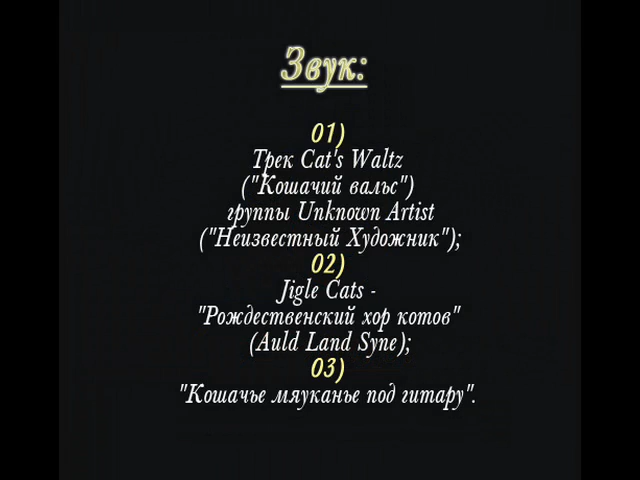 Звук:
01)
Трек Cat's Waltz
("Кошачий вальс")
группы Unknown Artist
("Неизвестный Художник");
02)
Jigle Cats -
"Рождественский хор котов"
(Auld Land Syne);
03)
"Кошачье мяуканье под гитару".